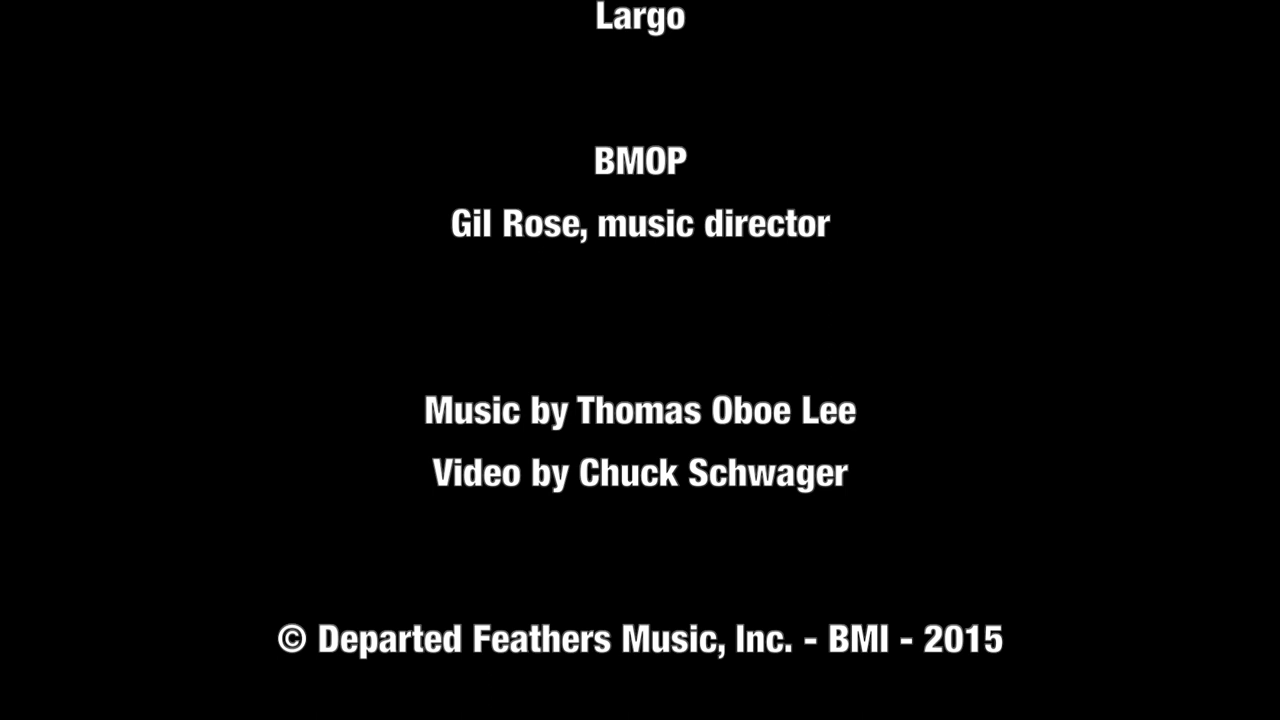 Largo
BMOP
Gil Rose, music director
Music by Thomas Oboe Lee
Video by Chuck Schwager
© Departed Feathers Music, Inc. - BMI - 2015